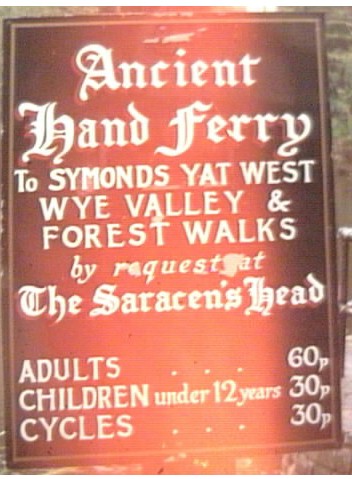 Ancient
Hand Ferry
To SYMONDS YAT WEST
WYE VALLEY &
FOREST WALKS
by request at
The Saracen's Head
ADULTS . . . 60p
CHILDREN under 12 years 30p
CYCLES . . . 30p